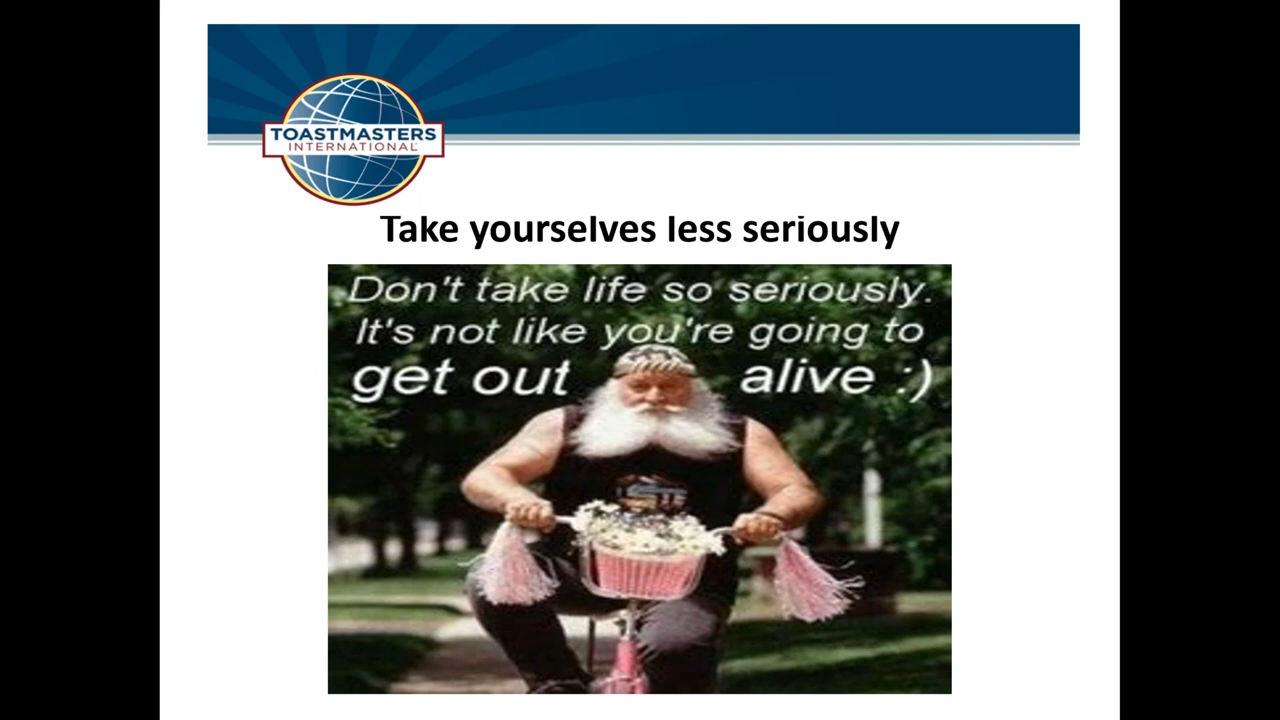 TOASTMASTERS
INTERNATIONAL
Take yourselves less seriously
Don't take life so seriously.
It's not like you're going to
get out alive :)